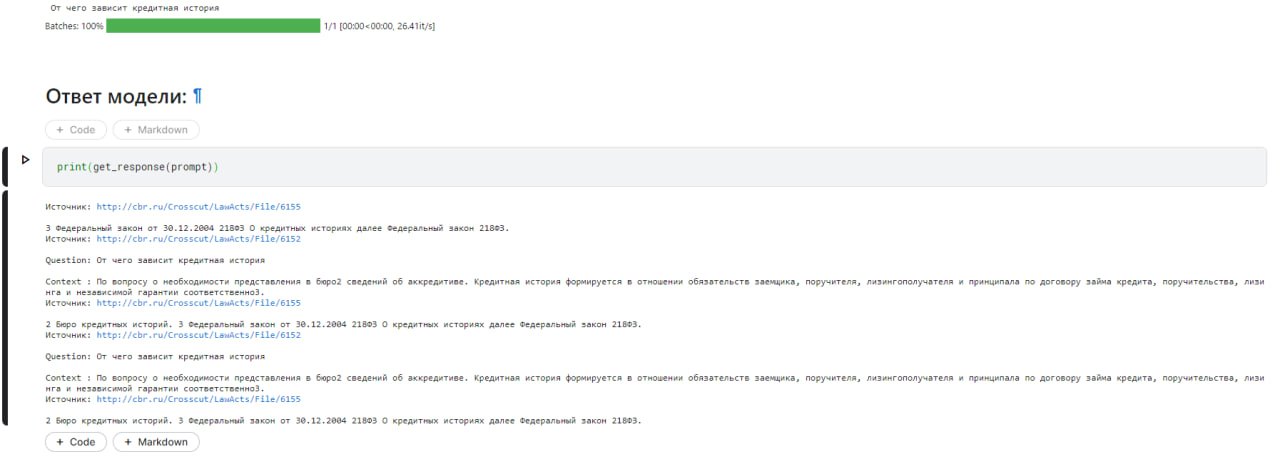 От чего зависит кредитная история
Batches: 100% 1/1 [00:00<00:00, 26.41it/s]
Ответ модели: ¶
+ Code + Markdown
print(get_response(prompt))
Источник: http://cbr.ru/Crosscut/LawActs/File/6155
3 Федеральный закон от 30.12.2004 218ФЗ О кредитных историях далее Федеральный закон 218ФЗ.
Источник: http://cbr.ru/Crosscut/LawActs/File/6152
Question: От чего зависит кредитная история
Context : По вопросу о необходимости представления в бюро2 сведений об аккредитиве. Кредитная история формируется в отношении обязательств заемщика, поручителя, лизингополучателя и принципала по договору займа кредита, поручительства, лизи
нга и независимой гарантии соответственно3.
Источник: http://cbr.ru/Crosscut/LawActs/File/6155
2 Бюро кредитных историй. 3 Федеральный закон от 30.12.2004 218ФЗ О кредитных историях далее Федеральный закон 218ФЗ.
Источник: http://cbr.ru/Crosscut/LawActs/File/6152
Question: От чего зависит кредитная история
Context : По вопросу о необходимости представления в бюро2 сведений об аккредитиве. Кредитная история формируется в отношении обязательств заемщика, поручителя, лизингополучателя и принципала по договору займа кредита, поручительства, лизи
нга и независимой гарантии соответственно3.
Источник: http://cbr.ru/Crosscut/LawActs/File/6155
2 Бюро кредитных историй. 3 Федеральный закон от 30.12.2004 218ФЗ О кредитных историях далее Федеральный закон 218ФЗ.
+ Code + Markdown